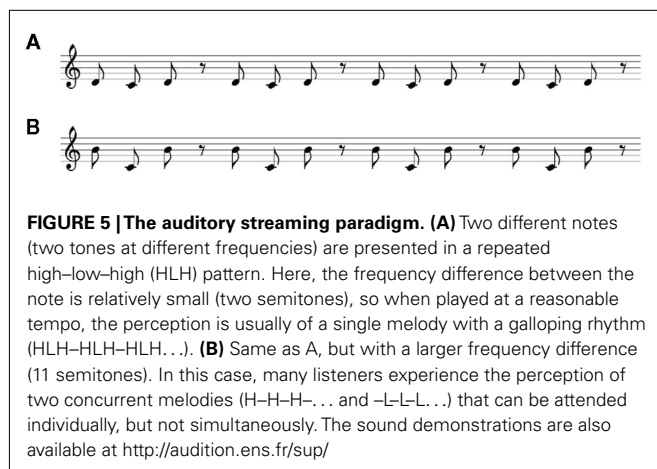 A
B
FIGURE 5 | The auditory streaming paradigm. (A) Two different notes
(two tones at different frequencies) are presented in a repeated
high–low–high (HLH) pattern. Here, the frequency difference between the
note is relatively small (two semitones), so when played at a reasonable
tempo, the perception is usually of a single melody with a galloping rhythm
(HLH–HLH–HLH. . .). (B) Same as A, but with a larger frequency difference
(11 semitones). In this case, many listeners experience the perception of
two concurrent melodies (H–H–H–. . . and –L–L–L. . .) that can be attended
individually, but not simultaneously. The sound demonstrations are also
available at http://audition.ens.fr/sup/